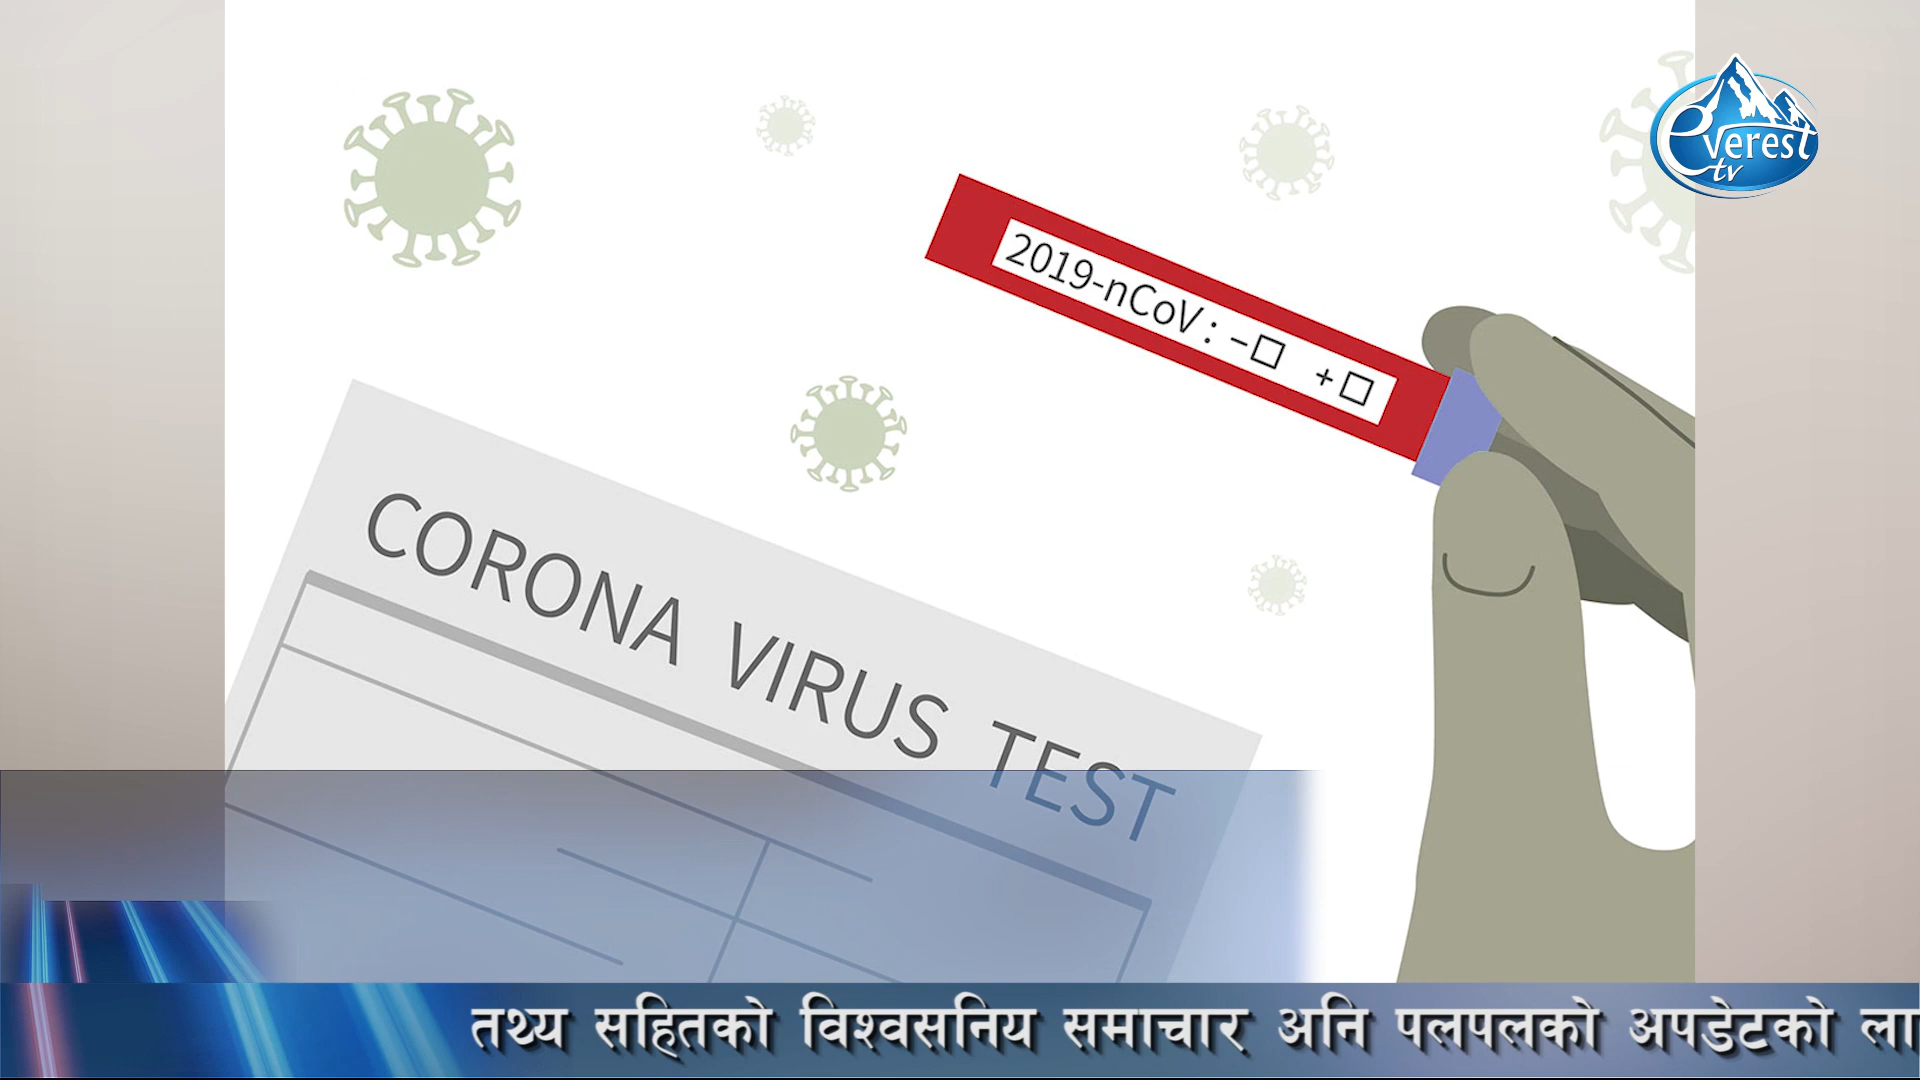 everest
tv
2019-nCoV: -□ +□
CORONA VIRUS TEST
तथ्य सहितको विश्वसनिय समाचार अनि पलपलको अपडेटको ला